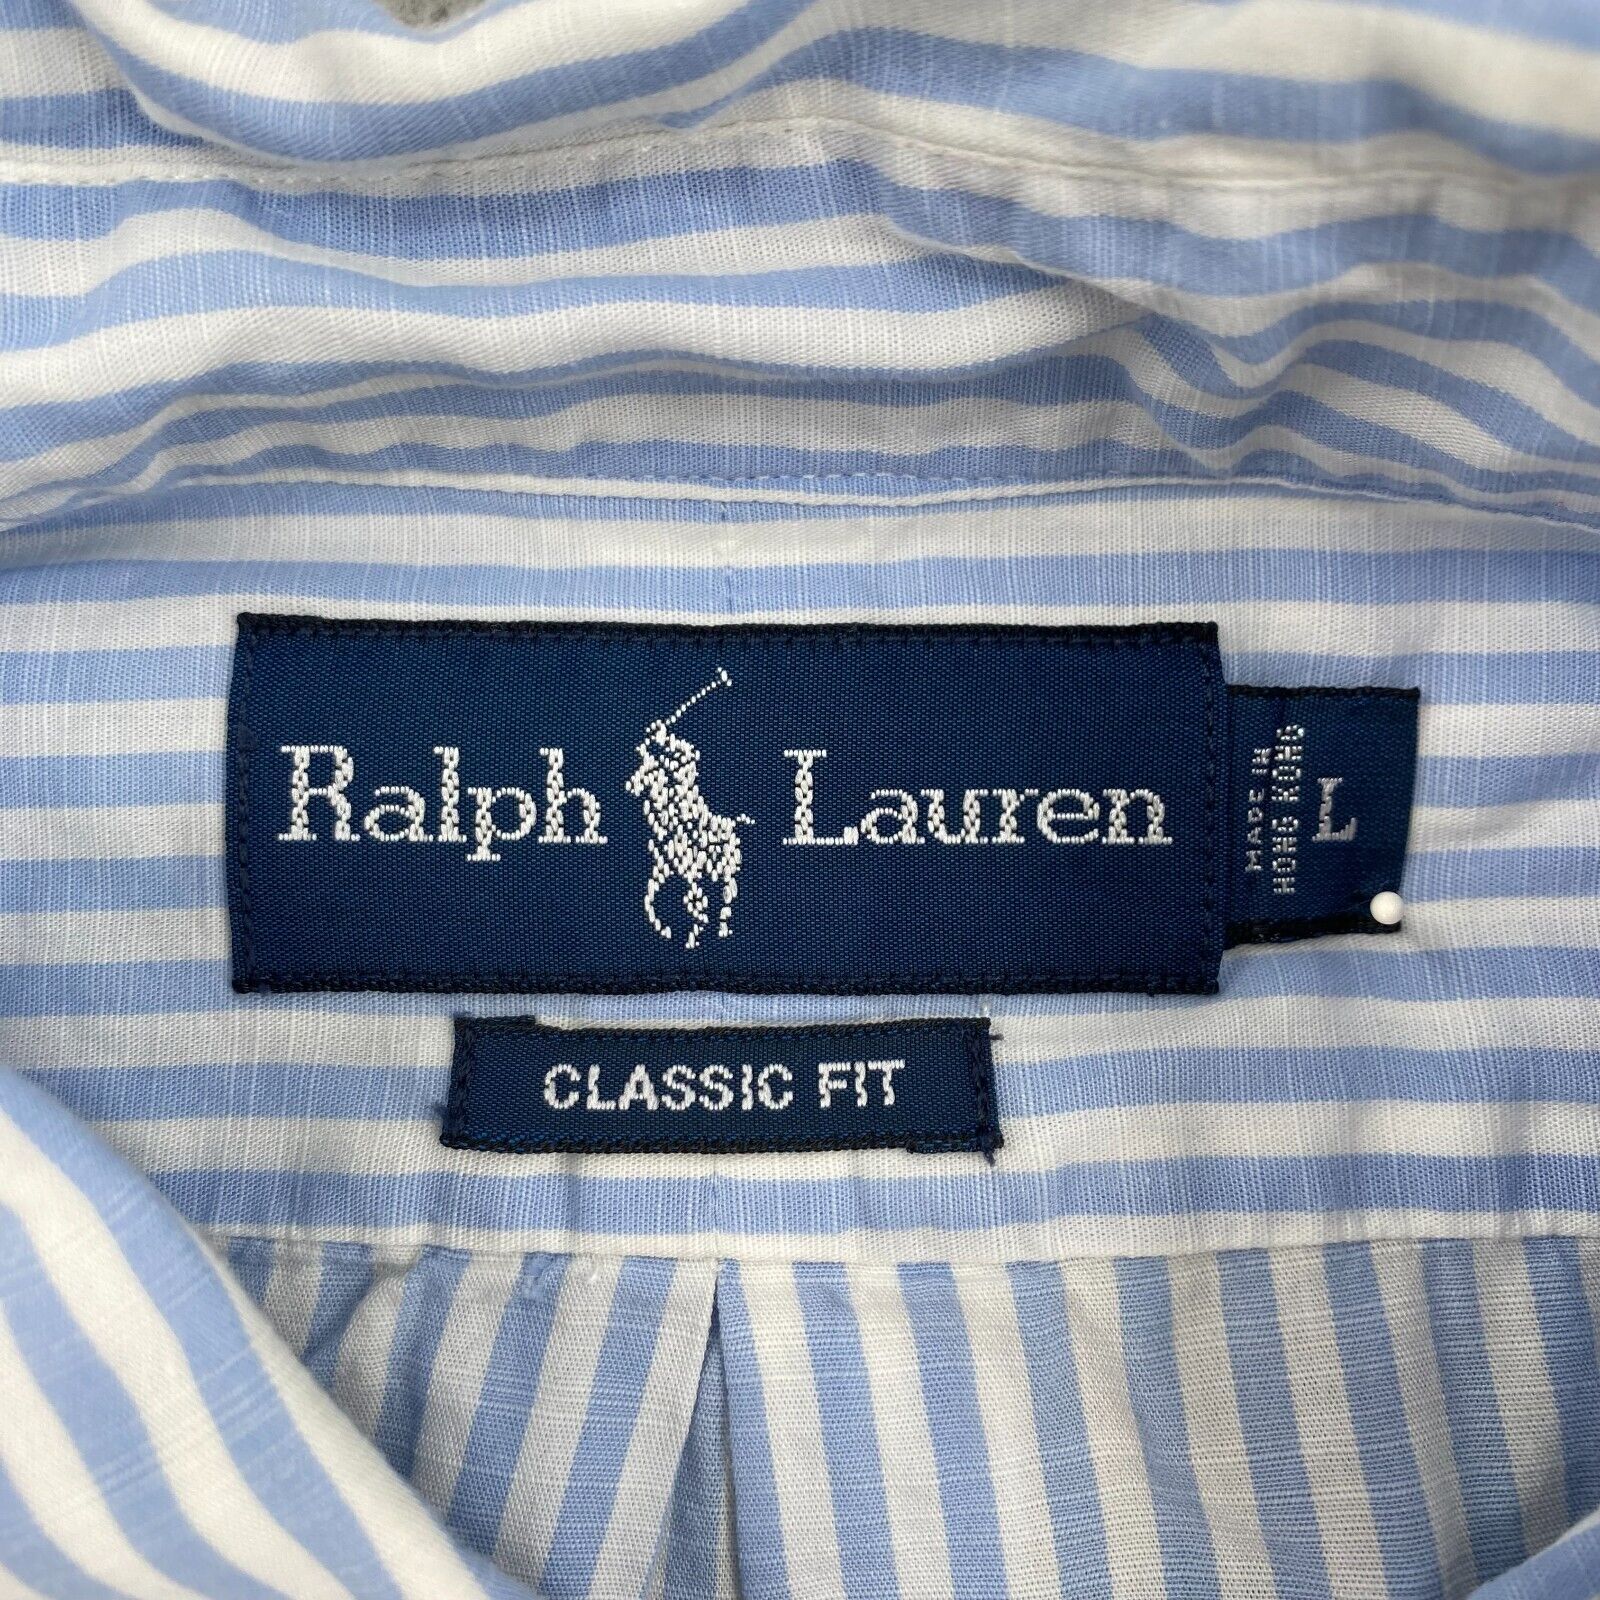 Ralph Lauren
MADE IN
HONG KONG
L
CLASSIC FIT